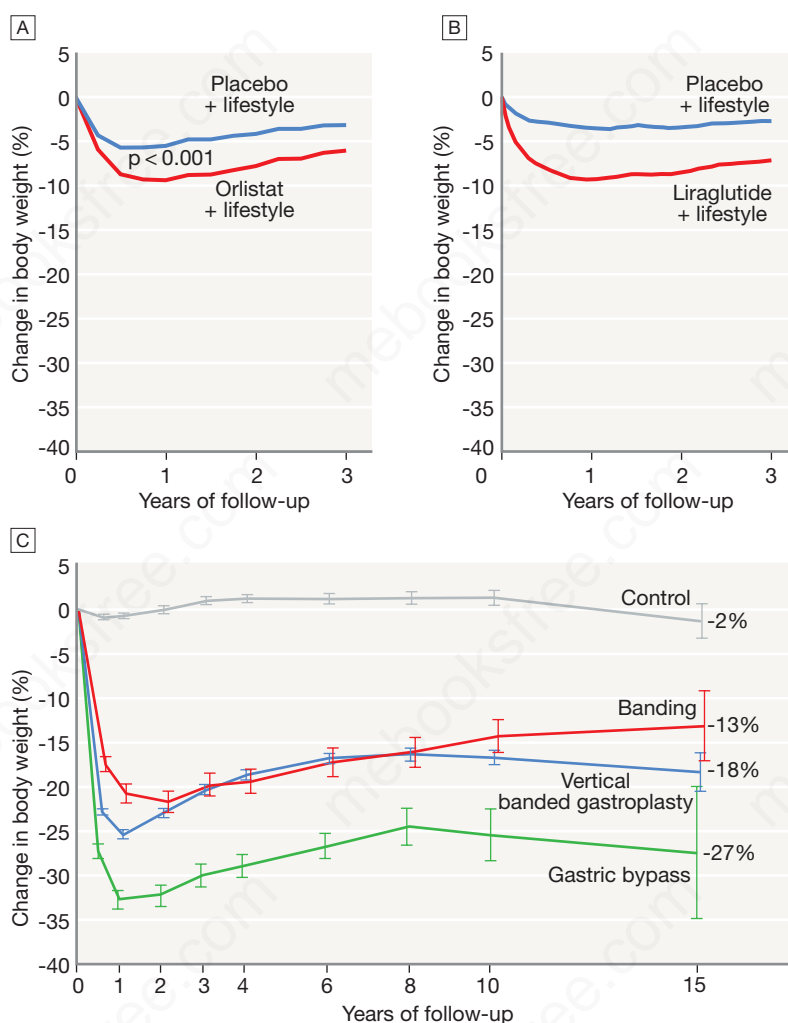 A
5
0
-5
-10
-15
-20
-25
-30
-35
-40
Change in body weight (%)
Placebo
+ lifestyle
p < 0.001
Orlistat
+ lifestyle
0 1 2 3
Years of follow-up
B
5
0
-5
-10
-15
-20
-25
-30
-35
-40
Change in body weight (%)
Placebo
+ lifestyle
Liraglutide
+ lifestyle
0 1 2 3
Years of follow-up
C
5
0
-5
-10
-15
-20
-25
-30
-35
-40
Change in body weight (%)
Control
-2%
Banding
-13%
-18%
Vertical
banded gastroplasty
-27%
Gastric bypass
0 1 2 3 4 6 8 10 15
Years of follow-up
mebooksfree.com